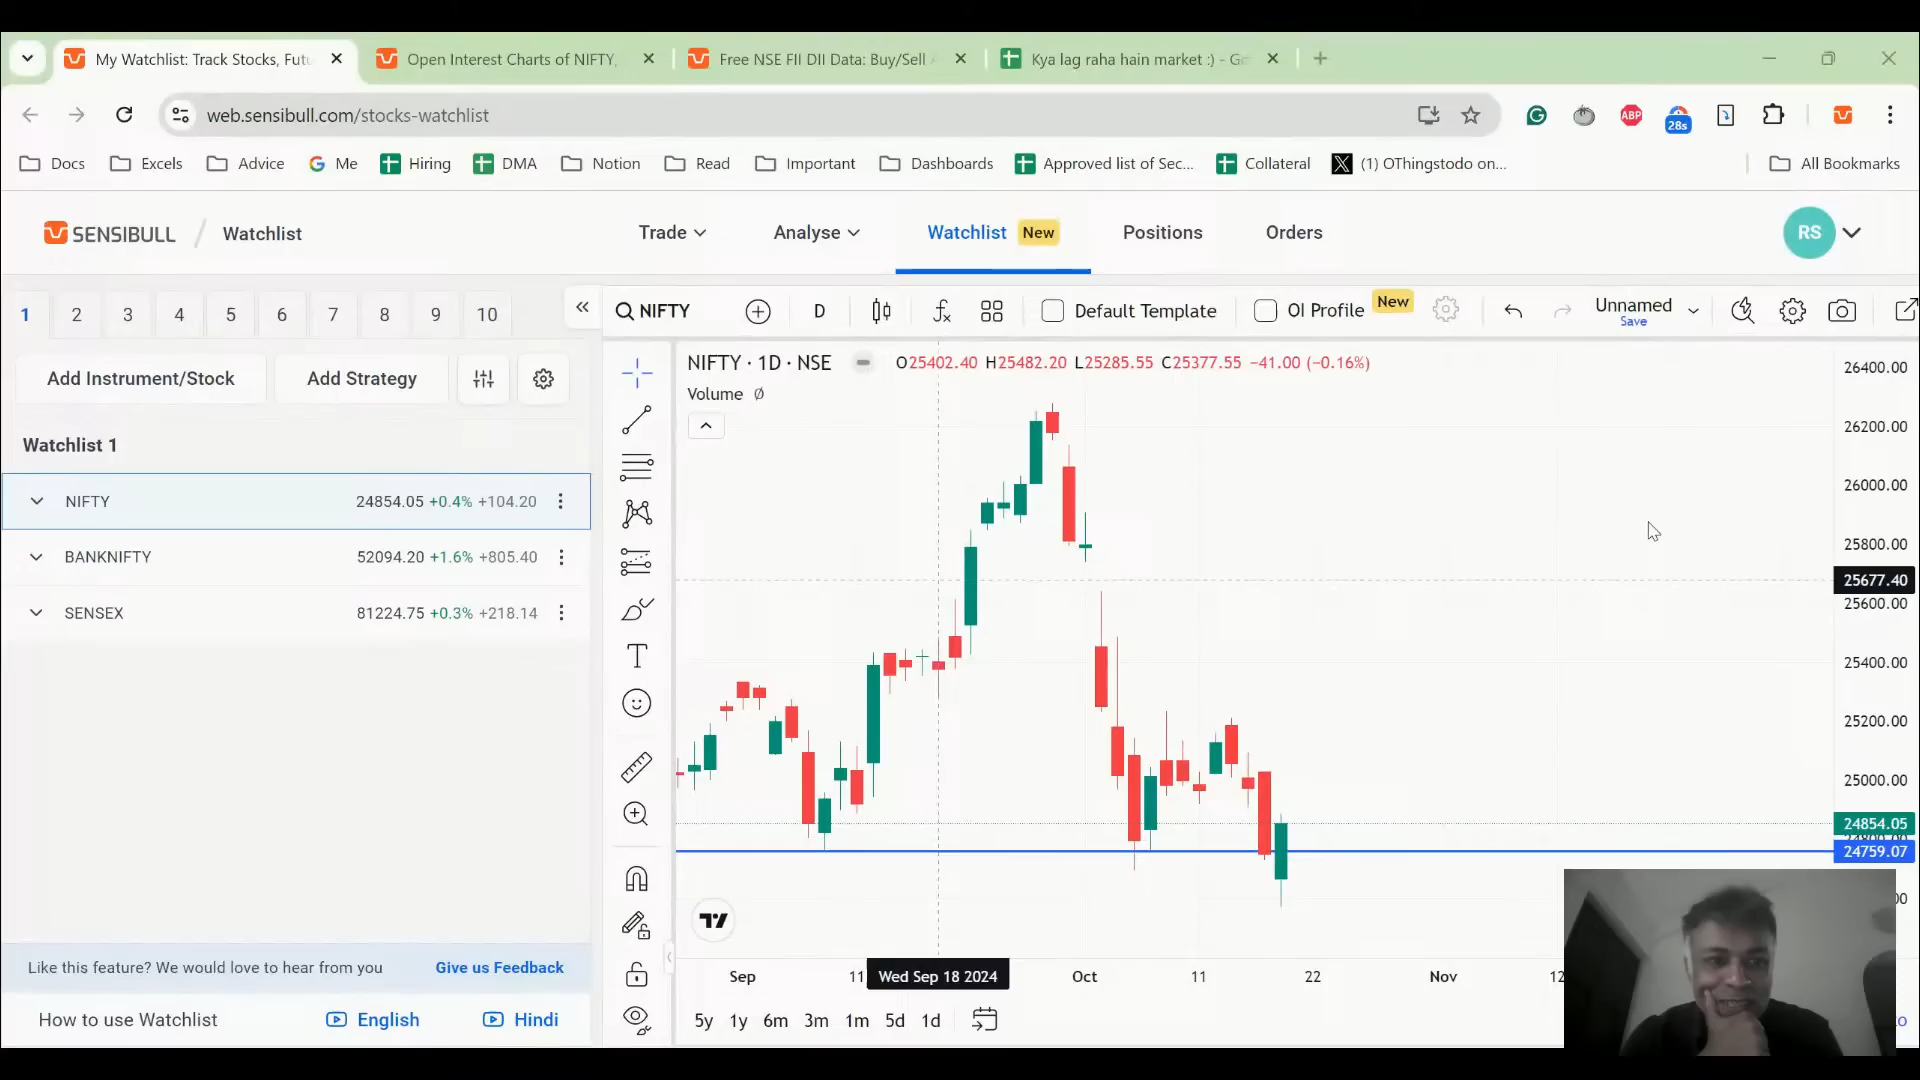 My Watchlist: Track Stocks, Futu
Open Interest Charts of NIFTY,
Free NSE FII DII Data: Buy/Sell
Kya lag raha hain market :) - G
web.sensibull.com/stocks-watchlist
ABP
28s
Docs
Excels
Advice
Me
Hiring
DMA
Notion
Read
Important
Dashboards
Approved list of Sec...
Collateral
(1) OThingstodo on...
All Bookmarks
SENSIBULL / Watchlist
Trade
Analyse
Watchlist New
Positions
Orders
RS
1 2 3 4 5 6 7 8 9 10
NIFTY
D
Default Template
OI Profile New
Unnamed
Save
Add Instrument/Stock
Add Strategy
Watchlist 1
NIFTY 24854.05 +0.4% +104.20
BANKNIFTY 52094.20 +1.6% +805.40
SENSEX 81224.75 +0.3% +218.14
NIFTY · 1D · NSE O25402.40 H25482.20 L25285.55 C25377.55 −41.00 (−0.16%)
Volume Ø
26400.00
26200.00
26000.00
25800.00
25677.40
25600.00
25400.00
25200.00
25000.00
24854.05
24759.07
Sep 11 Wed Sep 18 2024 Oct 11 22 Nov 12
5y 1y 6m 3m 1m 5d 1d
Like this feature? We would love to hear from you
Give us Feedback
How to use Watchlist
English
Hindi